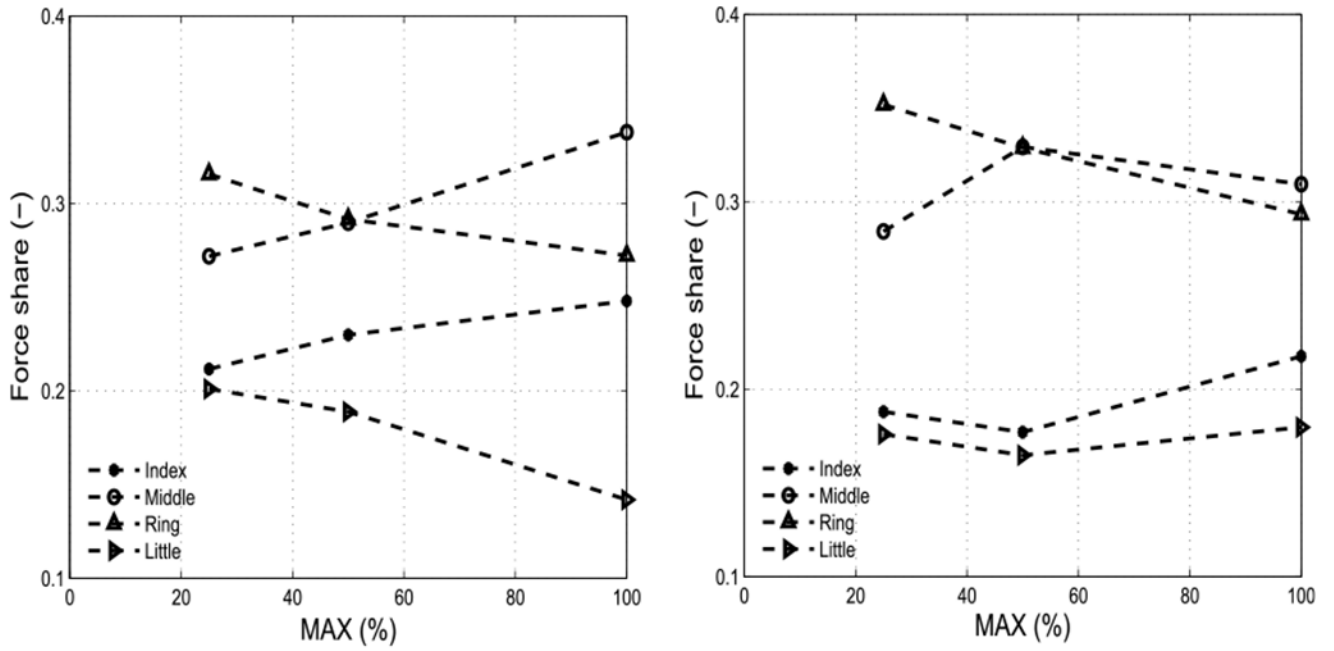 0.4
0.3
0.2
0.1
Force share (−)
Index
Middle
Ring
Little
0 20 40 60 80 100
MAX (%)
0.4
0.3
0.2
0.1
Force share (−)
Index
Middle
Ring
Little
0 20 40 60 80 100
MAX (%)